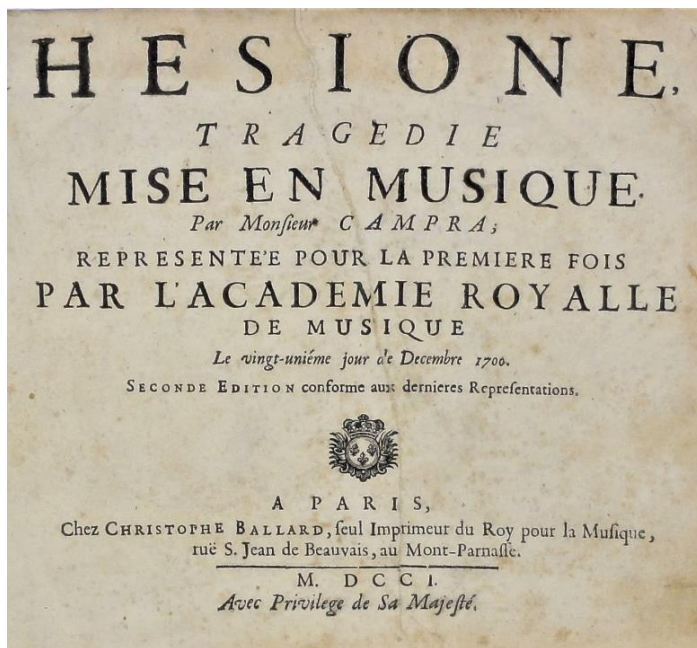 HESIONE,
TRAGEDIE
MISE EN MUSIQUE.
Par Monſieur CAMPRA;
REPRESENTE'E POUR LA PREMIERE FOIS
PAR L'ACADEMIE ROYALLE
DE MUSIQUE
Le vingt-uniéme jour de Decembre 1700.
SECONDE EDITION conforme aux dernieres Repreſentations.
A PARIS,
Chez CHRISTOPHE BALLARD, ſeul Imprimeur du Roy pour la Muſique,
ruë S. Jean de Beauvais, au Mont-Parnaſſe.
M. DCCI.
Avec Privilege de Sa Majeſté.